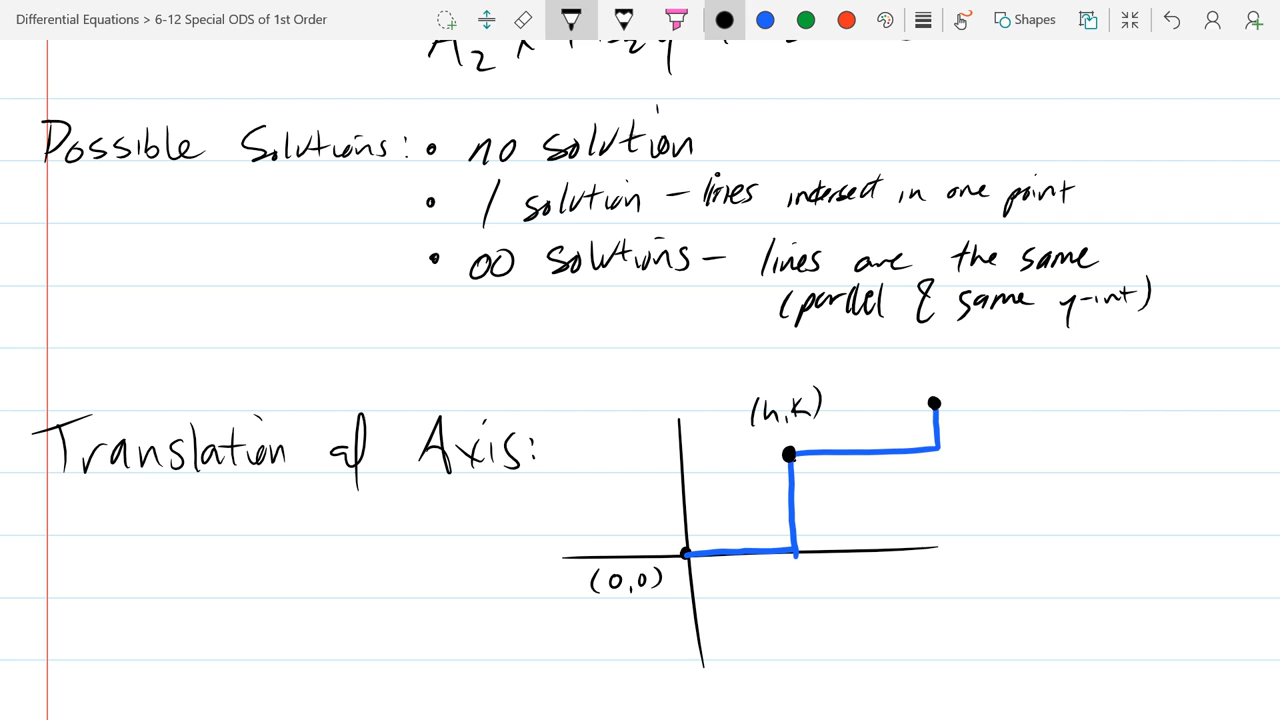 Differential Equations > 6-12 Special ODS of 1st Order
Shapes
Possible Solutions: • no solution
• 1 solution - lines intersect in one point
• ∞ solutions - lines are the same
(parallel & same y-int)
(h,k)
Translation of Axis:
(0,0)